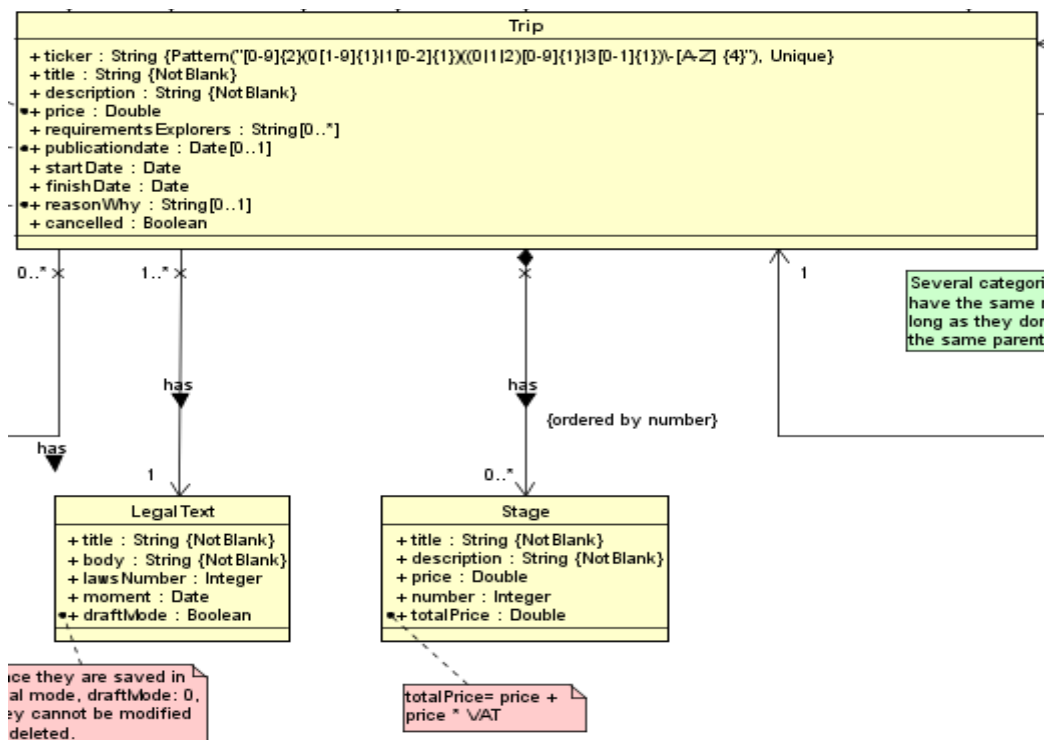 Trip
+ ticker : String {Pattern("[0-9]{2}(0[1-9]{1}|1[0-2]{1})((0|1|2)[0-9]{1}|3[0-1]{1})\-[A-Z] {4}"), Unique}
+ title : String {NotBlank}
+ description : String {NotBlank}
+ price : Double
+ requirementsExplorers : String[0..*]
+ publicationdate : Date[0..1]
+ startDate : Date
+ finishDate : Date
+ reasonWhy : String[0..1]
+ cancelled : Boolean
0..* 1..* 1
Several categori
have the same
long as they
the same parent
has has
{ordered by number}
has
1 0..*
LegalText
+ title : String {NotBlank}
+ body : String {NotBlank}
+ lawsNumber : Integer
+ moment : Date
+ draftMode : Boolean
Stage
+ title : String {NotBlank}
+ description : String {NotBlank}
+ price : Double
+ number : Integer
+ totalPrice : Double
ce they are saved in
al mode, draftMode: 0,
ey cannot be modified
deleted.
totalPrice= price +
price * VAT